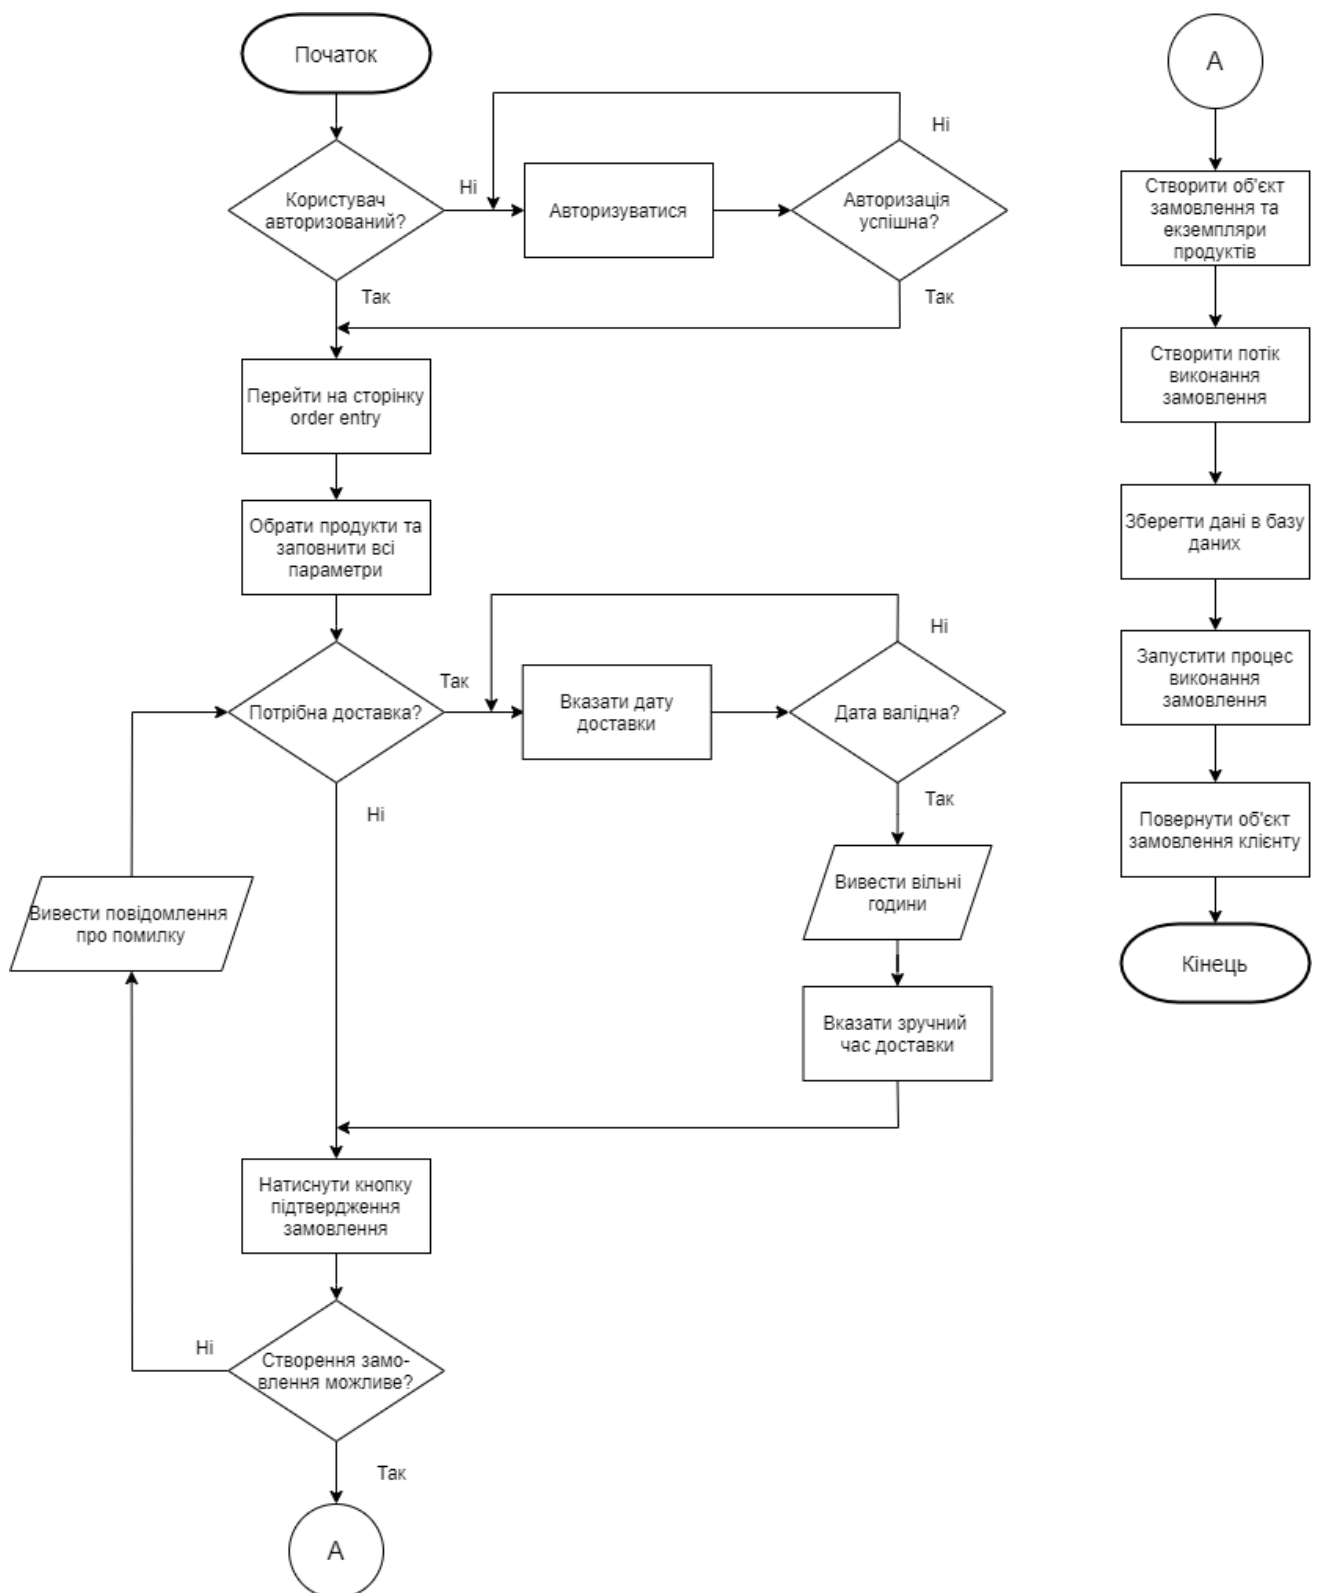 Початок
Користувач
авторизований?
Ні
Авторизуватися
Авторизація
успішна?
Ні
Так
Так
Перейти на сторінку
order entry
Обрати продукти та
заповнити всі
параметри
Потрібна доставка?
Так
Вказати дату
доставки
Дата валідна?
Ні
Так
Ні
Вивести вільні
години
Вказати зручний
час доставки
Вивести повідомлення
про помилку
Натиснути кнопку
підтвердження
замовлення
Створення замо-
влення можливе?
Ні
Так
А
А
Створити об'єкт
замовлення та
екземпляри
продуктів
Створити потік
виконання
замовлення
Зберегти дані в базу
даних
Запустити процес
виконання
замовлення
Повернути об'єкт
замовлення клієнту
Кінець